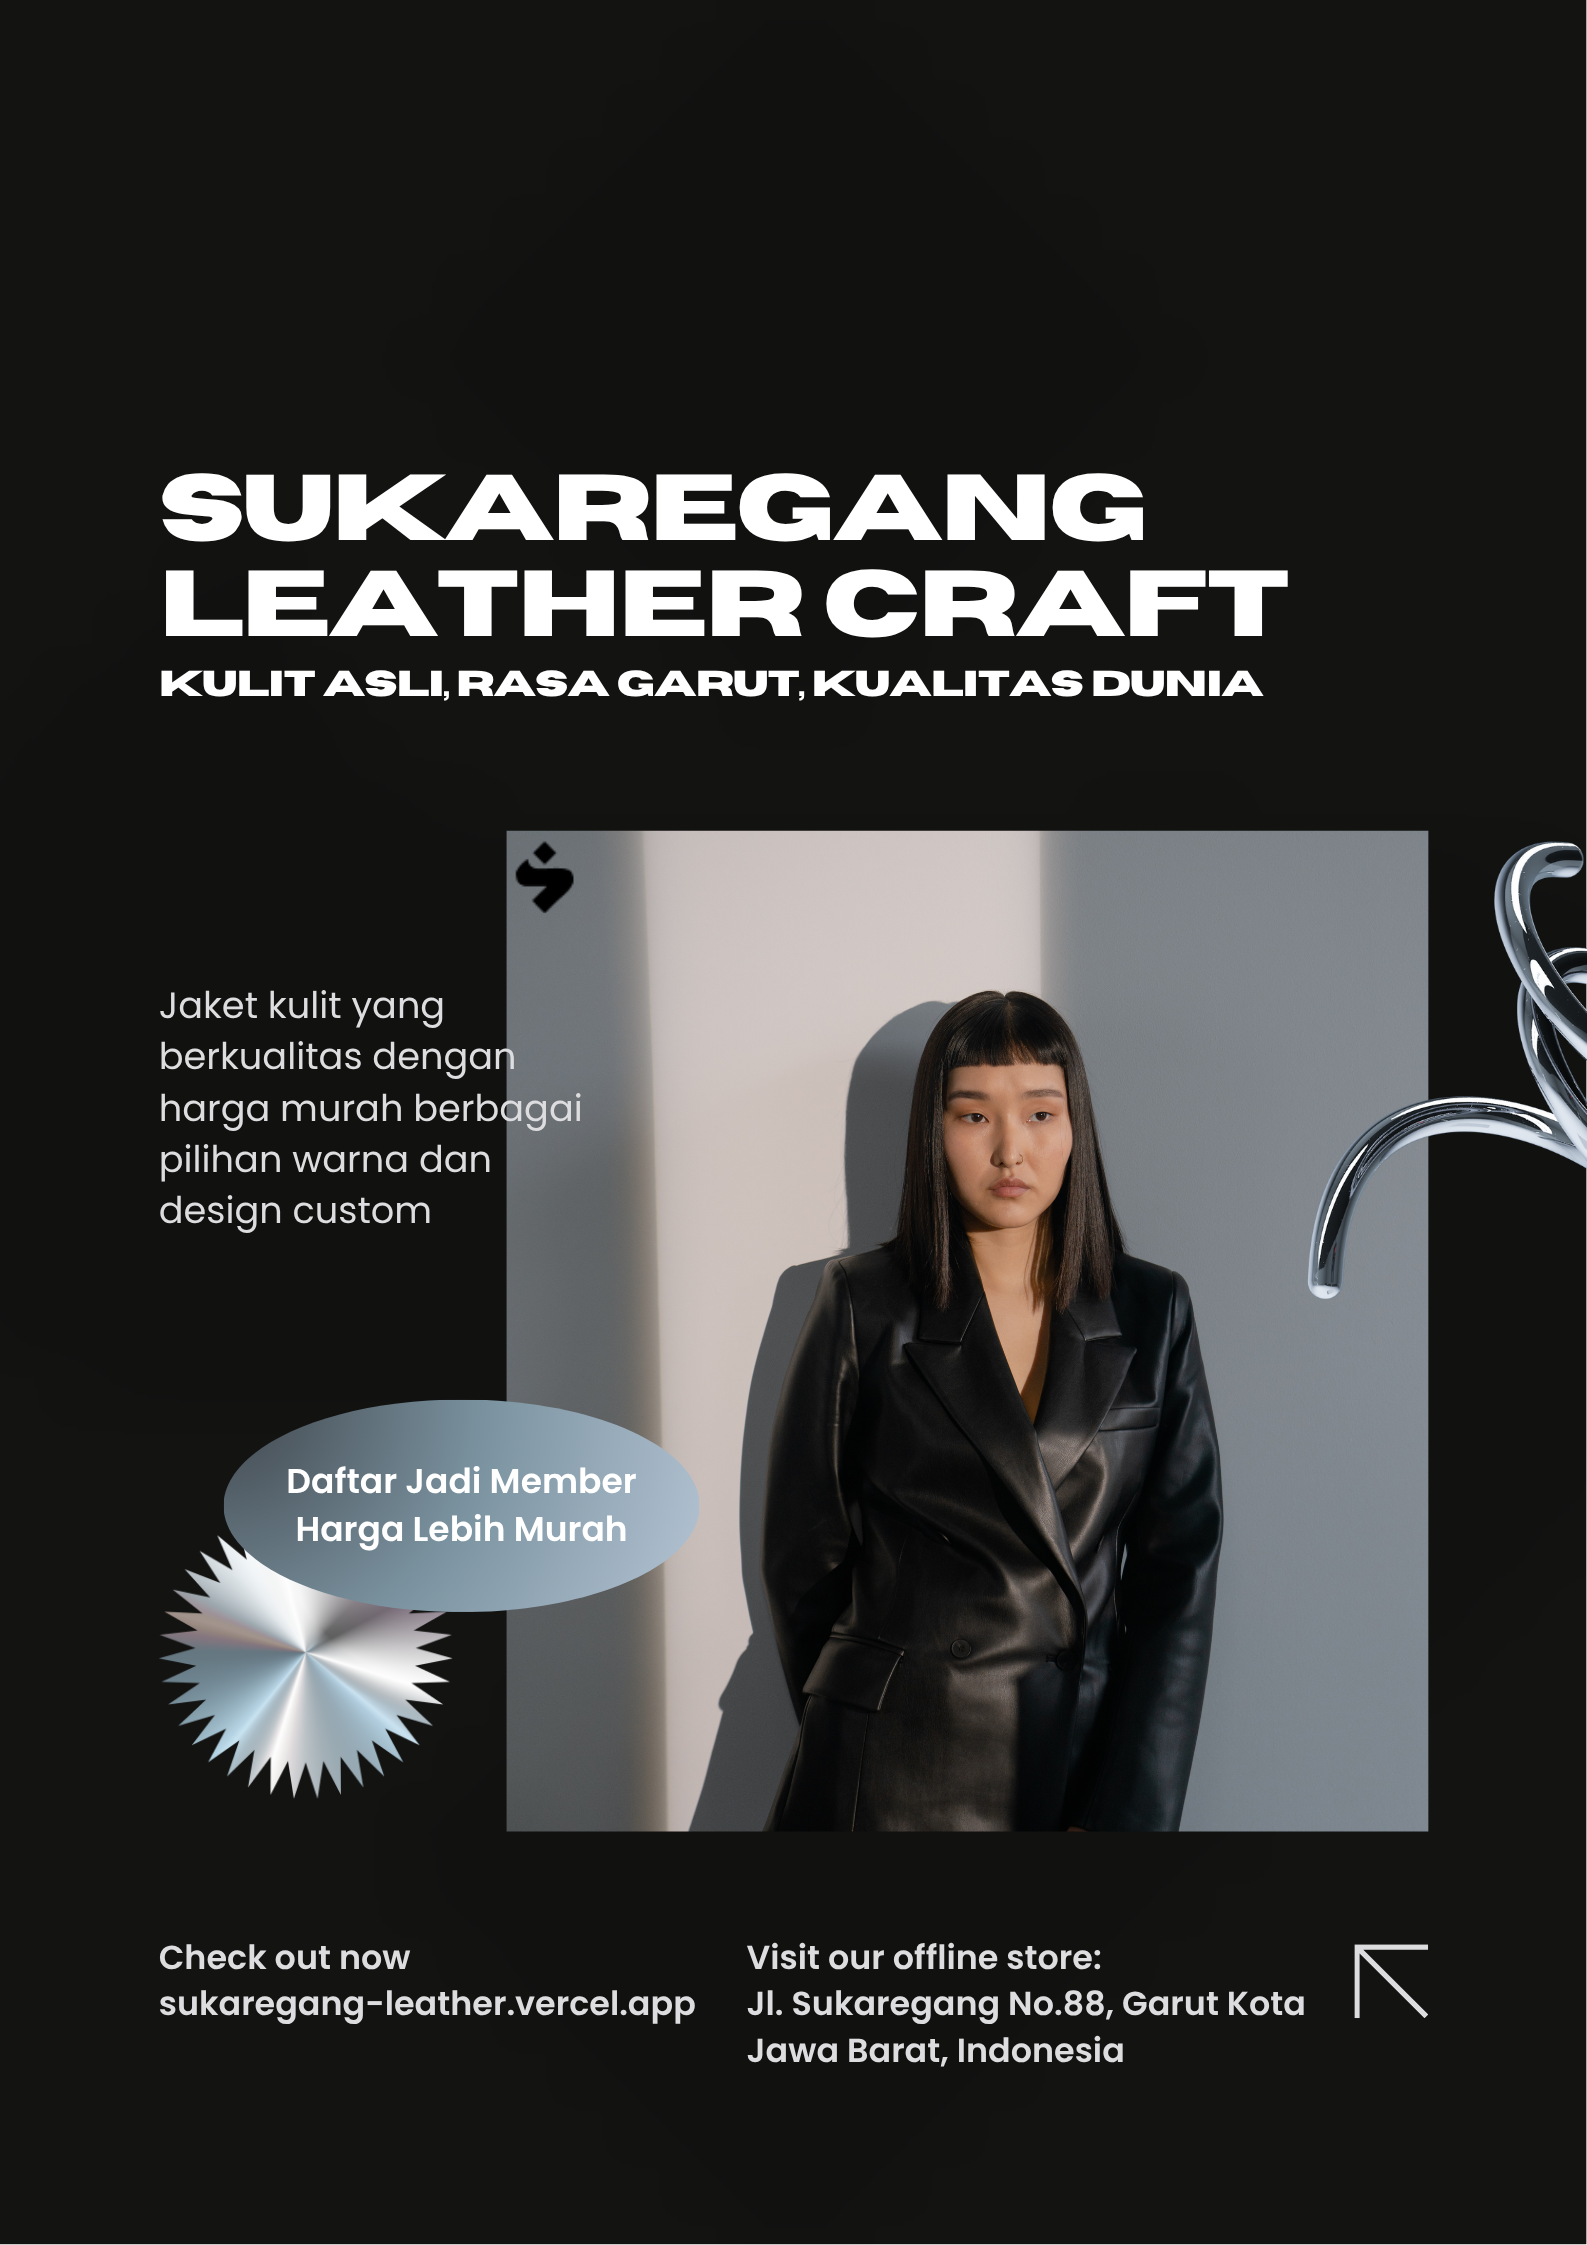 SUKAREGANG
LEATHER CRAFT
KULIT ASLI, RASA GARUT, KUALITAS DUNIA
Jaket kulit yang
berkualitas dengan
harga murah berbagai
pilihan warna dan
design custom
Daftar Jadi Member
Harga Lebih Murah
Check out now
sukaregang-leather.vercel.app
Visit our offline store:
Jl. Sukaregang No.88, Garut Kota
Jawa Barat, Indonesia